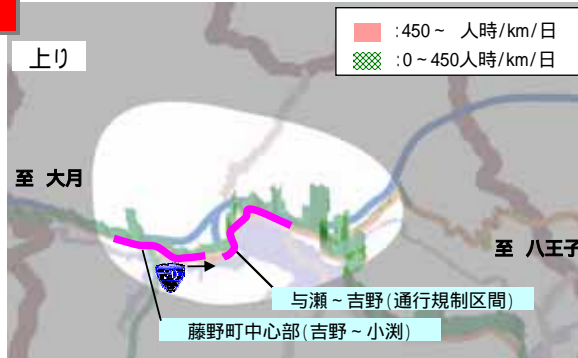 上り
:450～ 人時/km/日
:0～450人時/km/日
至 大月
至 八王子
与瀬～吉野(通行規制区間)
藤野町中心部(吉野～小渕)